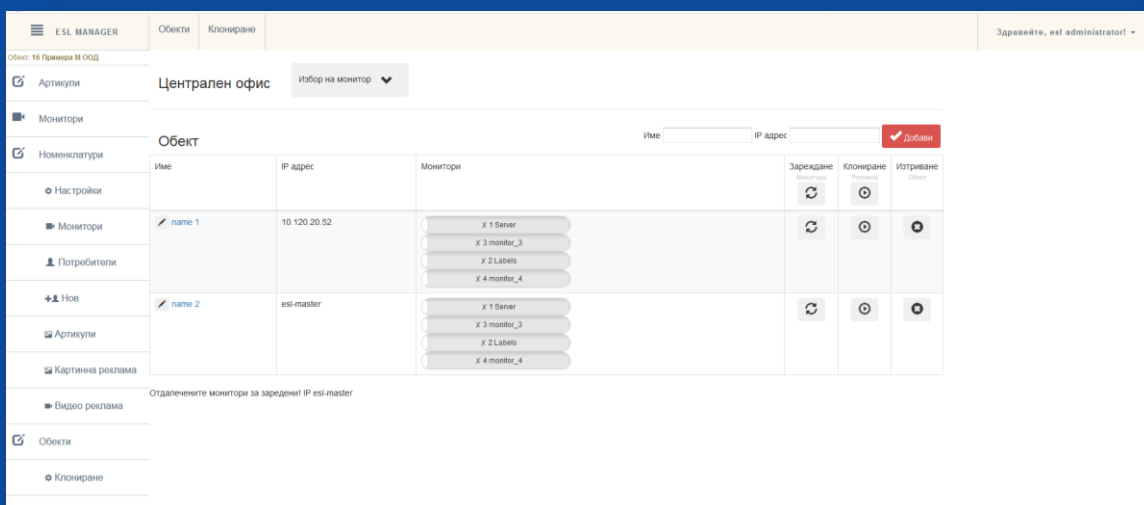 ESL MANAGER
Обекти
Клониране
Здравейте, esl administrator!
Обект: 16 Примера М ООД
Артикули
Монитори
Номенклатури
Настройки
Монитори
Потребители
Нов
Артикули
Картинна реклама
Видео реклама
Обекти
Клониране
Централен офис
Избор на монитор
Обект
Име
IP адрес
Добави
Име
IP адрес
Монитори
Зареждане
Монитори
Клониране
Реклама
Изтриване
Обект
name 1
10.120.20.52
X 1 Server
X 3 monitor_3
X 2 Labels
X 4 monitor_4
name 2
esl-master
X 1 Server
X 3 monitor_3
X 2 Labels
X 4 monitor_4
Отдалечените монитори за заредени! IP esl-master